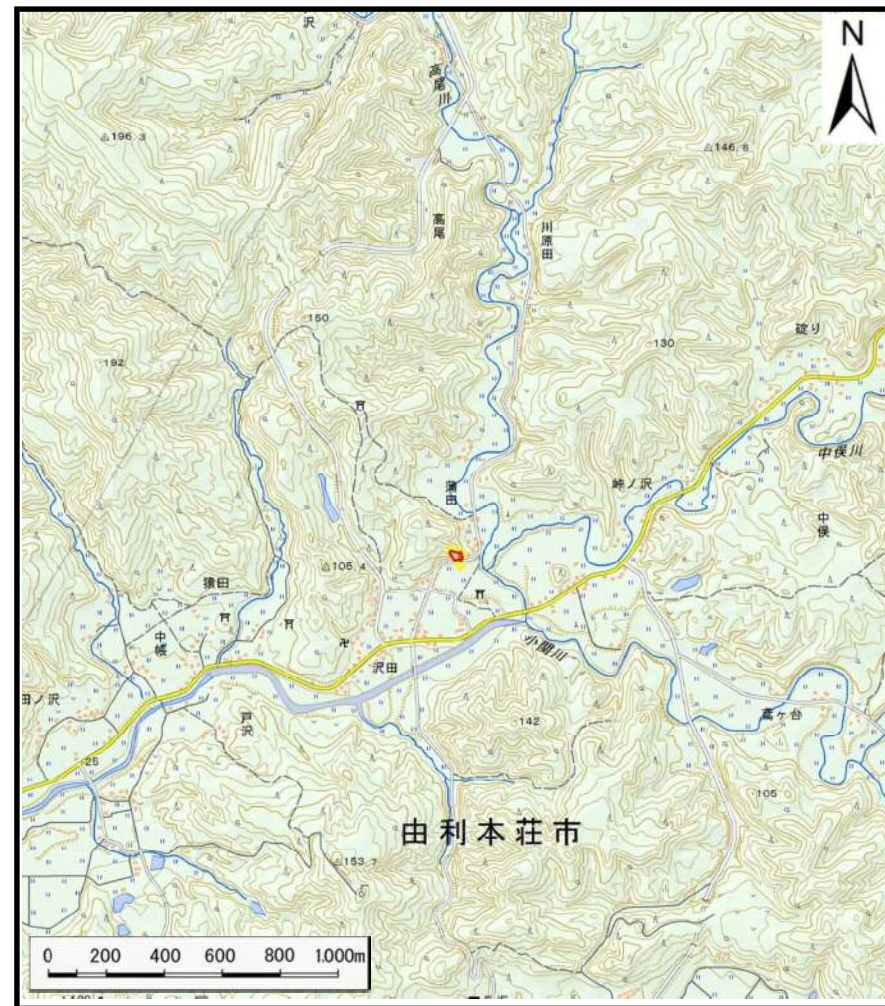 沢
N
高尾川
196.3
146.6
高尾
川原田
150
130
碇り
192
中俣川
蒲田
峠ノ沢
中俣
105.4
猿田
中帳
沢田
小関川
田ノ沢
戸沢
142
鳶ヶ台
25
105
由利本荘市
153.7
0 200 400 600 800 1,000m